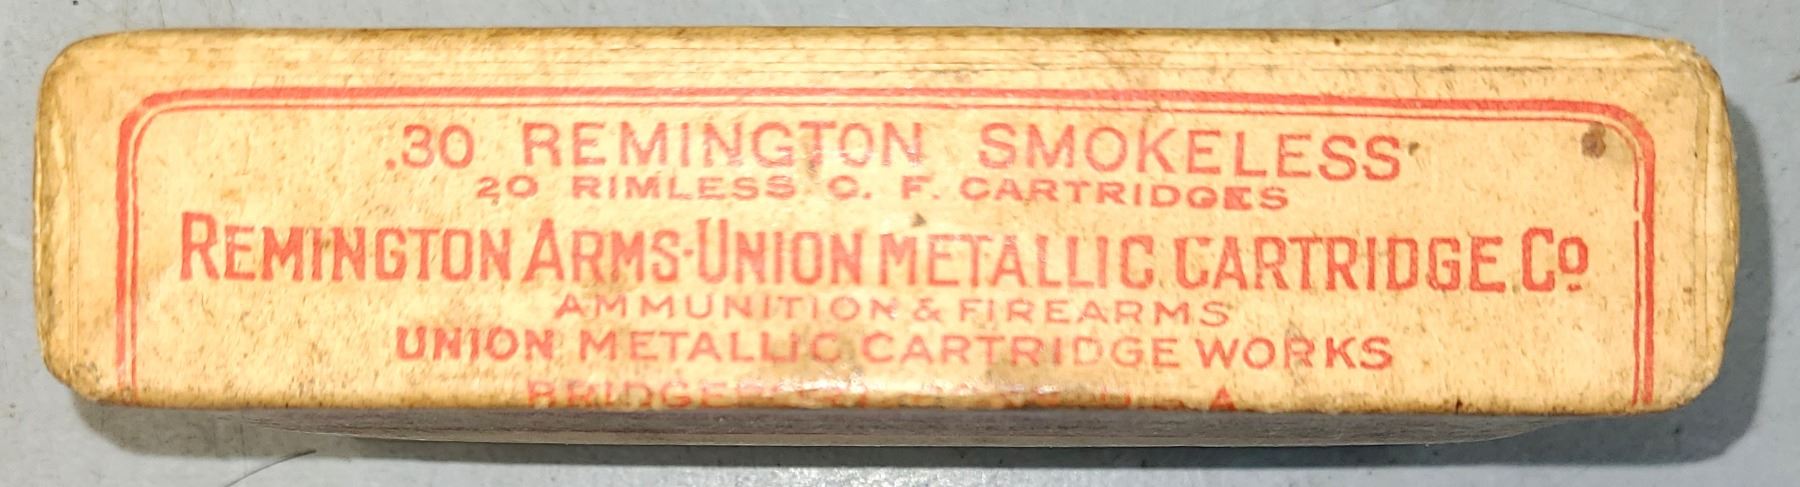 .30 REMINGTON SMOKELESS
20 RIMLESS C. F. CARTRIDGES
REMINGTON ARMS-UNION METALLIC CARTRIDGE CO
AMMUNITION & FIREARMS
UNION METALLIC CARTRIDGE WORKS
U.S.A